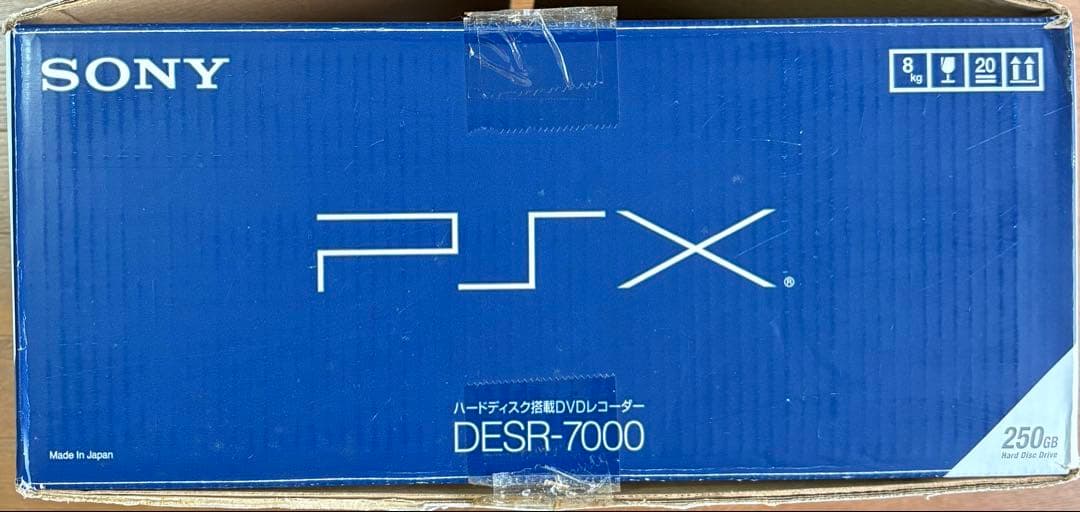 SONY
8
kg
20
PSX®
ハードディスク搭載DVDレコーダー
DESR-7000
Made In Japan
250GB
Hard Disc Drive